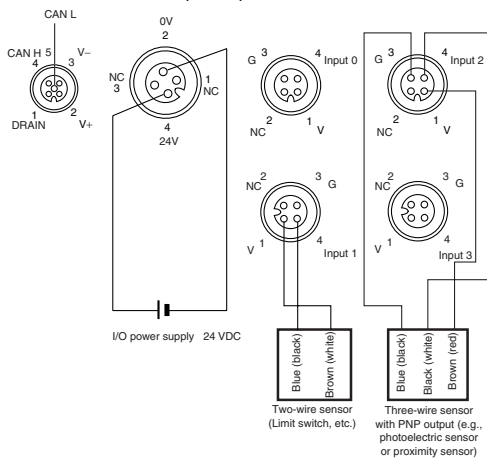 CAN L
CAN H 5 V–
4 3
1 2
DRAIN V+
0V
2
NC
3
1
NC
4
24V
I/O power supply 24 VDC
G 3 4 Input 0
2 1
NC V
NC 2 3 G
V 1 4
Input 1
G 3 4 Input 2
2 1
NC V
NC 2 3 G
V 1 4
Input 3
Blue (black)
Brown (white)
Two-wire sensor
(Limit switch, etc.)
Blue (black)
Black (white)
Brown (red)
Three-wire sensor
with PNP output (e.g.,
photoelectric sensor
or proximity sensor)